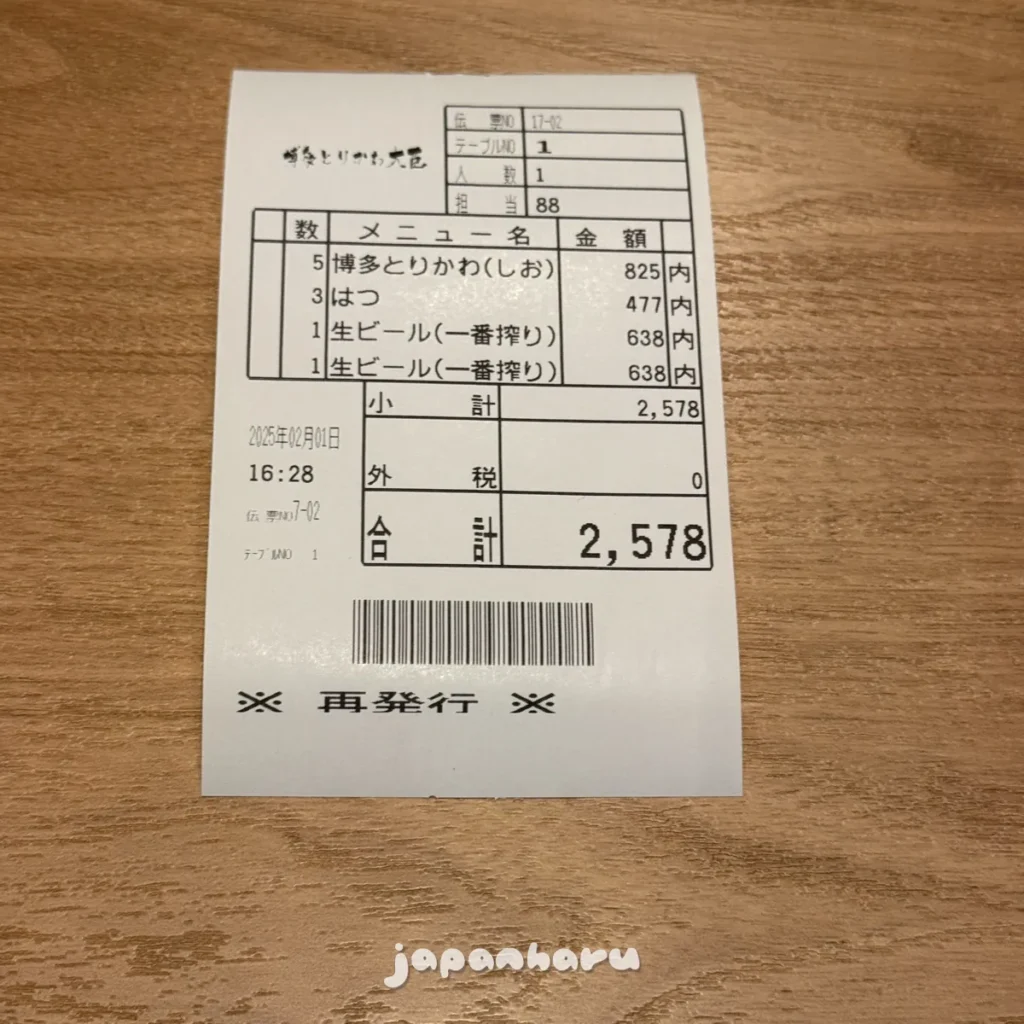 博多とりかわ大臣
伝票NO 17-02
テーブルNO 1
人数 1
担当 88
数 メニュー名 金額
5 博多とりかわ(しお) 825 内
3 はつ 477 内
1 生ビール(一番搾り) 638 内
1 生ビール(一番搾り) 638 内
小計 2,578
2025年02月01日
16:28
外税 0
伝票NO7-02
合計 2,578
テーブルNO 1
※ 再発行 ※
japanharu